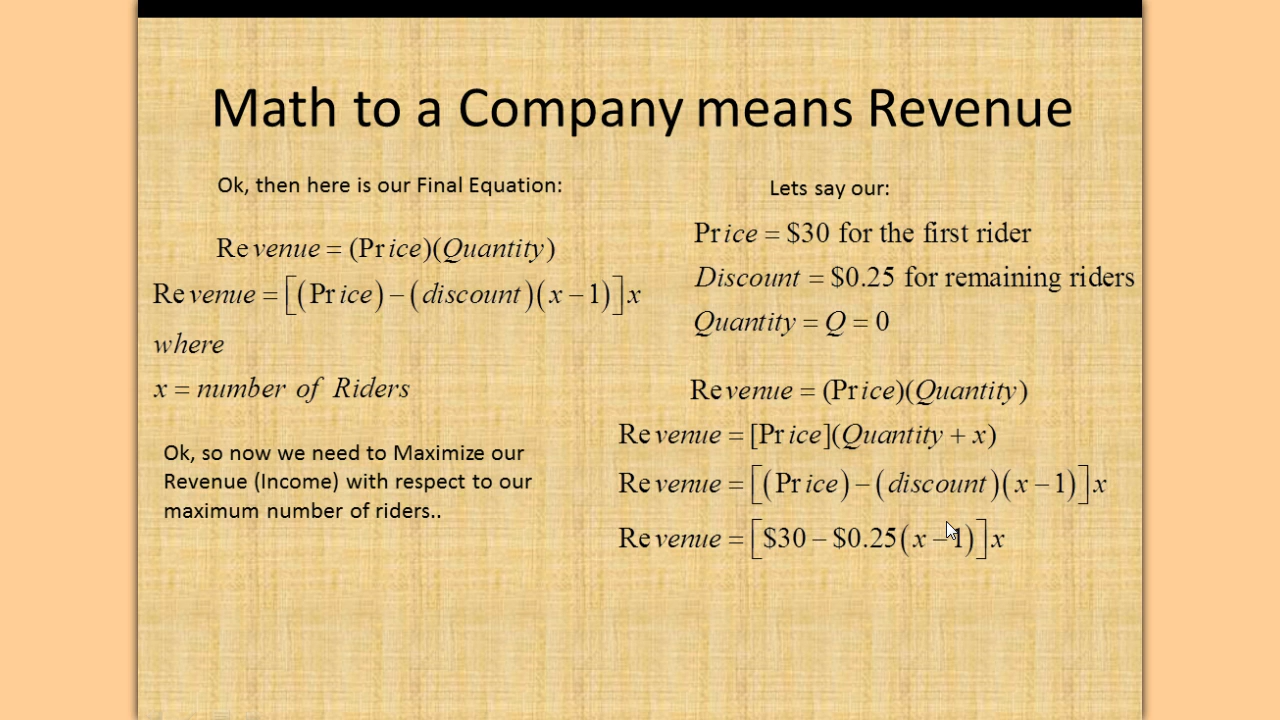 Math to a Company means Revenue
Ok, then here is our Final Equation:
Revenue = (Price)(Quantity)
Revenue = [(Price) − (discount)(x − 1)]x
where
x = number of Riders
Ok, so now we need to Maximize our
Revenue (Income) with respect to our
maximum number of riders..
Lets say our:
Price = $30 for the first rider
Discount = $0.25 for remaining riders
Quantity = Q = 0
Revenue = (Price)(Quantity)
Revenue = [Price](Quantity + x)
Revenue = [(Price) − (discount)(x − 1)]x
Revenue = [$30 − $0.25(x − 1)]x